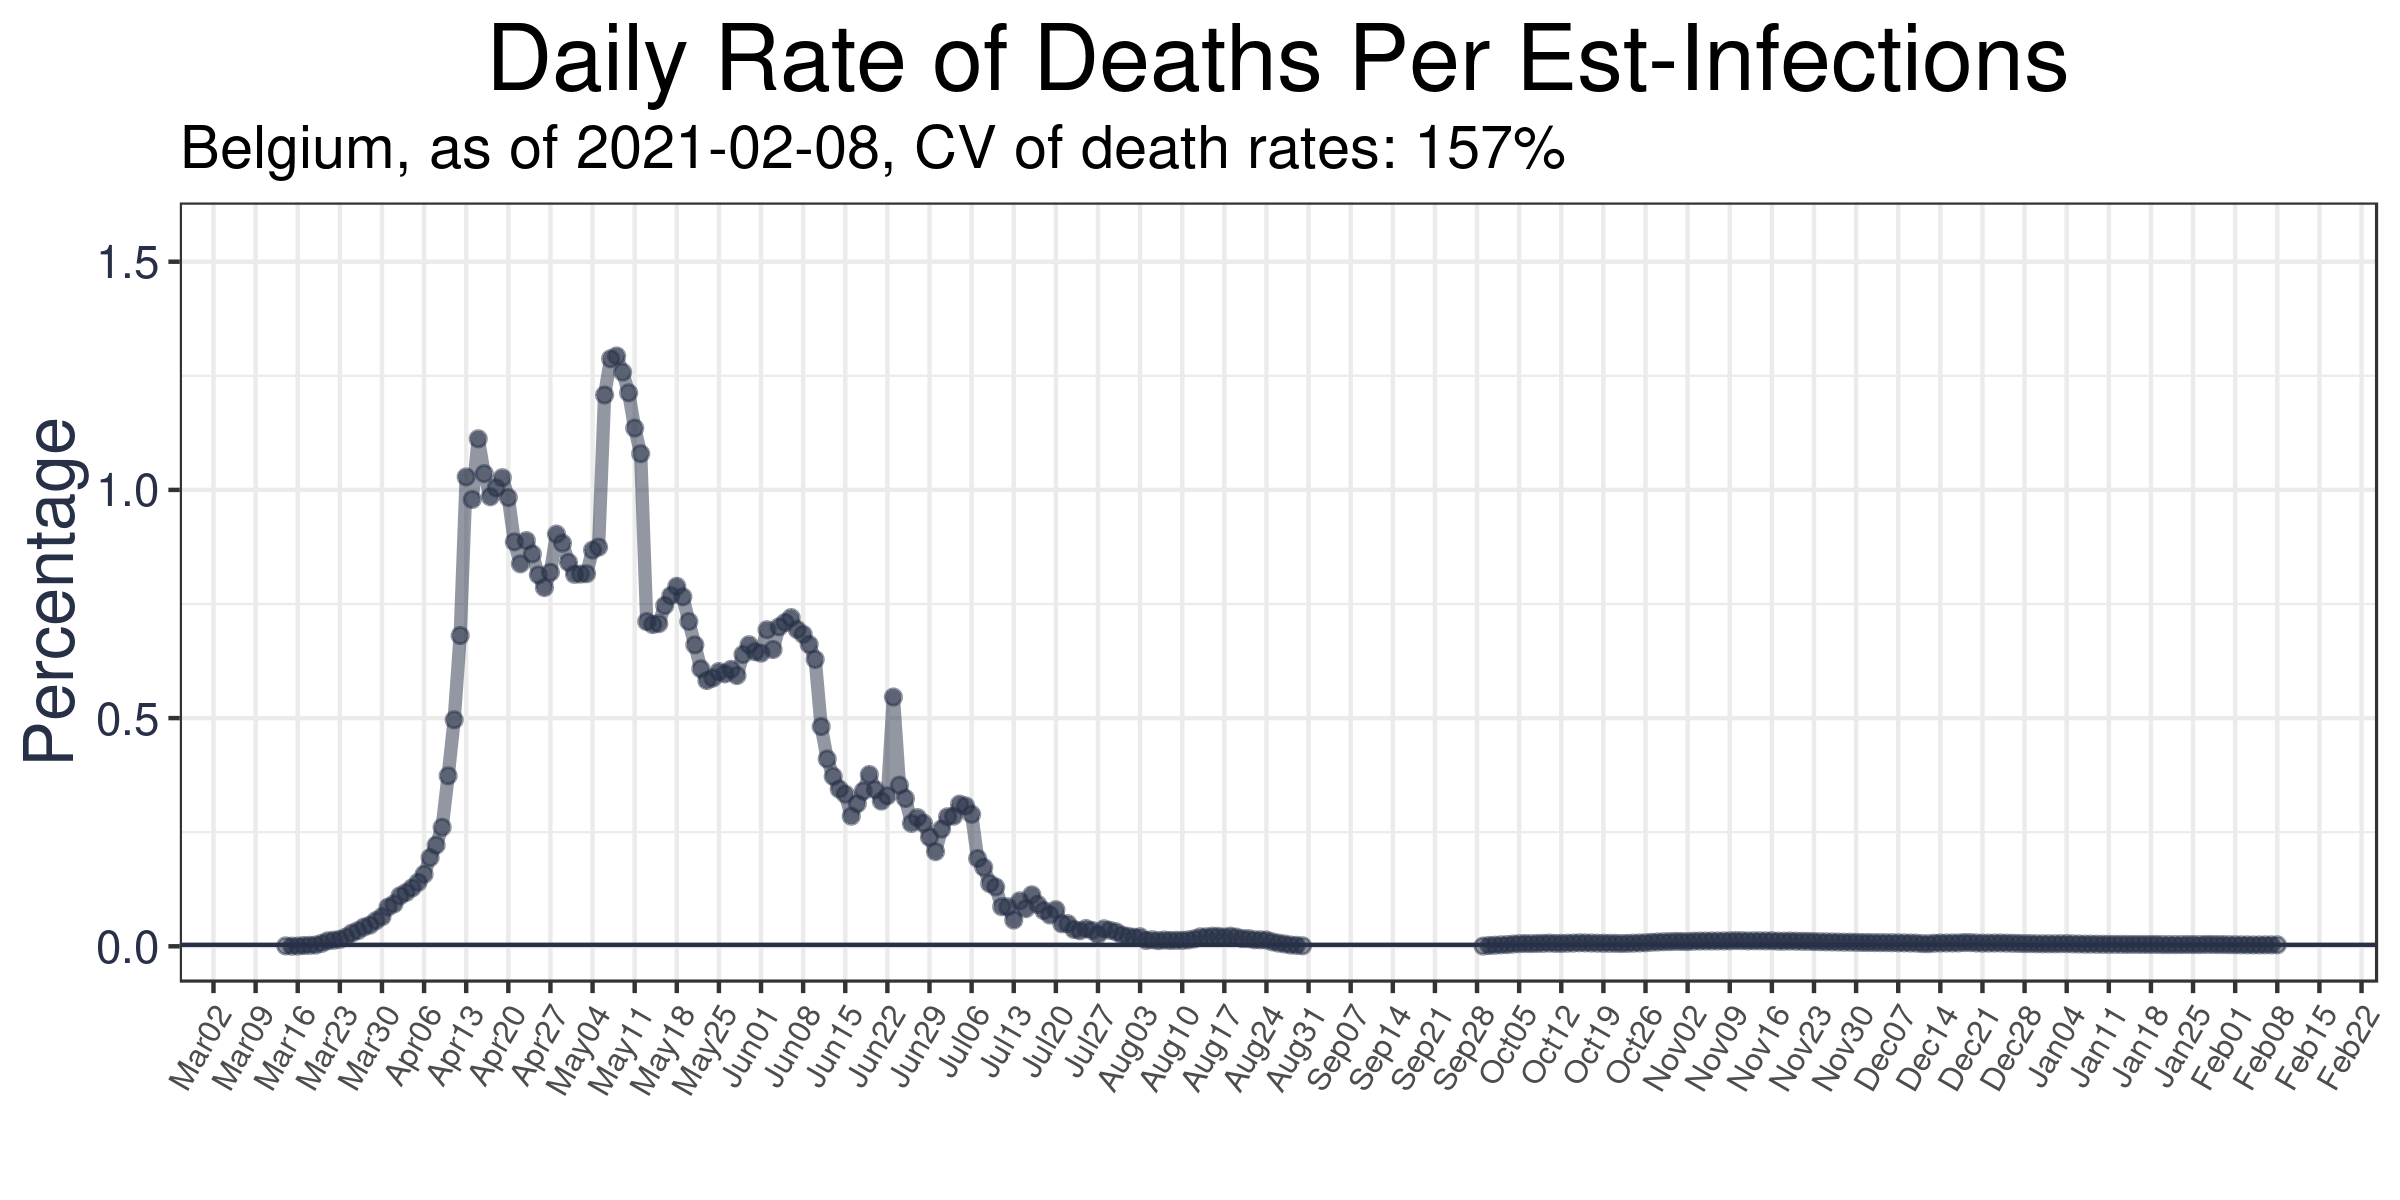 Daily Rate of Deaths Per Est-Infections
Belgium, as of 2021-02-08, CV of death rates: 157%
Percentage
1.5
1.0
0.5
0.0
Mar02
Mar09
Mar16
Mar23
Mar30
Apr06
Apr13
Apr20
Apr27
May04
May11
May18
May25
Jun01
Jun08
Jun15
Jun22
Jun29
Jul06
Jul13
Jul20
Jul27
Aug03
Aug10
Aug17
Aug24
Aug31
Sep07
Sep14
Sep21
Sep28
Oct05
Oct12
Oct19
Oct26
Nov02
Nov09
Nov16
Nov23
Nov30
Dec07
Dec14
Dec21
Dec28
Jan04
Jan11
Jan18
Jan25
Feb01
Feb08
Feb15
Feb22